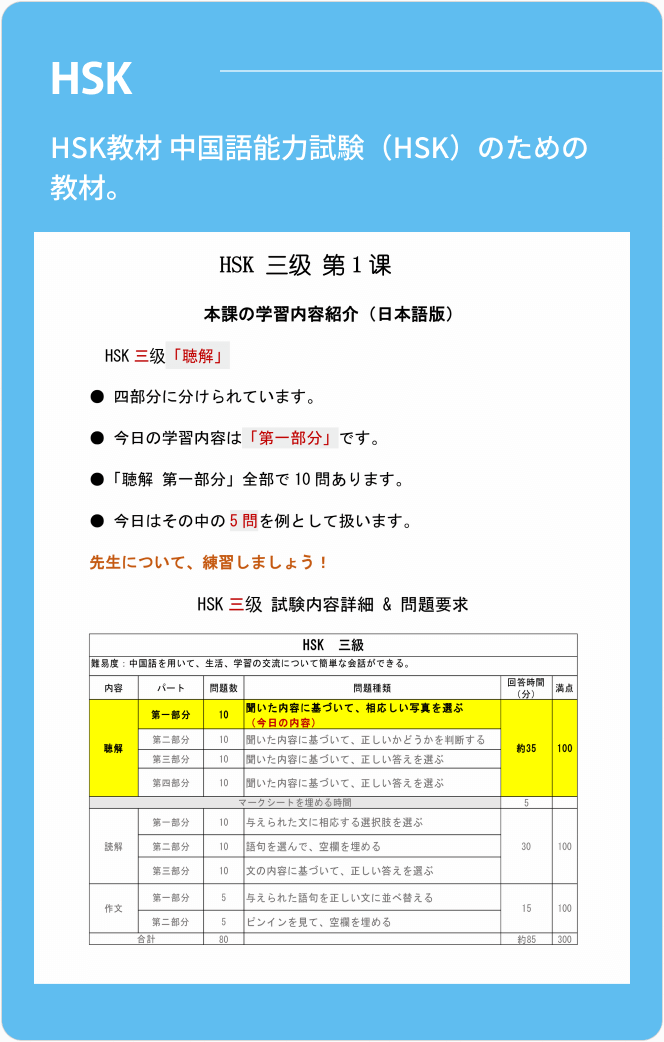 HSK
HSK教材 中国語能力試験（HSK）のための
教材。
HSK 三级 第1课
本課の学習内容紹介（日本語版）
HSK 三级「聴解」
● 四部分に分けられています。
● 今日の学習内容は「第一部分」です。
●「聴解 第一部分」全部で10問あります。
● 今日はその中の5問を例として扱います。
先生について、練習しましょう！
HSK 三级 試験内容詳細 & 問題要求
HSK 三級
難易度：中国語を用いて、生活、学習の交流について簡単な会話ができる。
内容 パート 問題数 問題種類 回答時間（分） 満点
聴解 第一部分 10 聞いた内容に基づいて、相応しい写真を選ぶ
（今日の内容）
約35 100
第二部分 10 聞いた内容に基づいて、正しいかどうかを判断する
第三部分 10 聞いた内容に基づいて、正しい答えを選ぶ
第四部分 10 聞いた内容に基づいて、正しい答えを選ぶ
マークシートを埋める時間 5
読解 第一部分 10 与えられた文に相応する選択肢を選ぶ
第二部分 10 語句を選んで、空欄を埋める 30 100
第三部分 10 文の内容に基づいて、正しい答えを選ぶ
作文 第一部分 5 与えられた語句を正しい文に並べ替える 15 100
第二部分 5 ピンインを見て、空欄を埋める
合計 80 約85 300